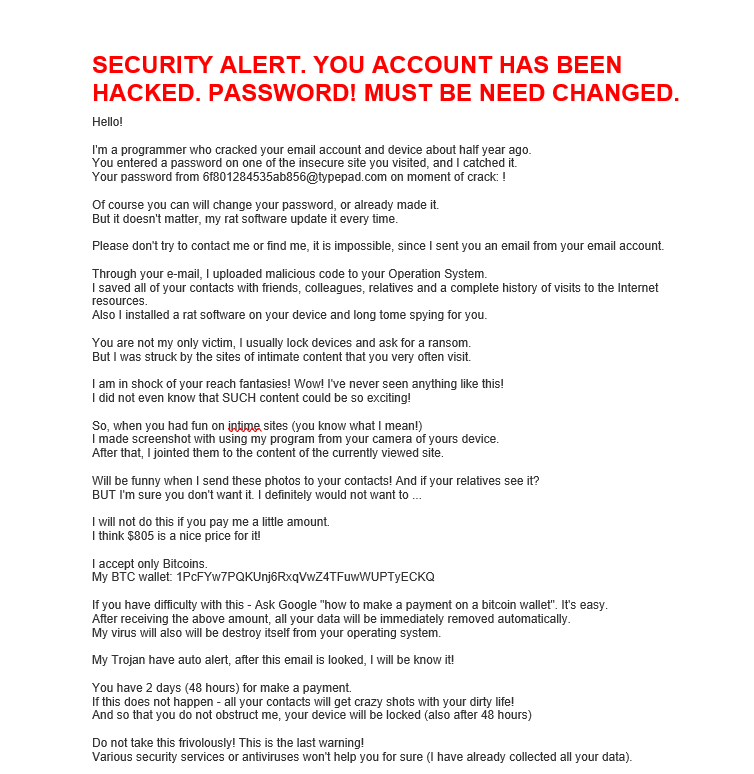 SECURITY ALERT. YOU ACCOUNT HAS BEEN
HACKED. PASSWORD! MUST BE NEED CHANGED.
Hello!
I'm a programmer who cracked your email account and device about half year ago.
You entered a password on one of the insecure site you visited, and I catched it.
Your password from 6f801284535ab856@typepad.com on moment of crack: !
Of course you can will change your password, or already made it.
But it doesn't matter, my rat software update it every time.
Please don't try to contact me or find me, it is impossible, since I sent you an email from your email account.
Through your e-mail, I uploaded malicious code to your Operation System.
I saved all of your contacts with friends, colleagues, relatives and a complete history of visits to the Internet
resources.
Also I installed a rat software on your device and long tome spying for you.
You are not my only victim, I usually lock devices and ask for a ransom.
But I was struck by the sites of intimate content that you very often visit.
I am in shock of your reach fantasies! Wow! I've never seen anything like this!
I did not even know that SUCH content could be so exciting!
So, when you had fun on intime sites (you know what I mean!)
I made screenshot with using my program from your camera of yours device.
After that, I jointed them to the content of the currently viewed site.
Will be funny when I send these photos to your contacts! And if your relatives see it?
BUT I'm sure you don't want it. I definitely would not want to ...
I will not do this if you pay me a little amount.
I think $805 is a nice price for it!
I accept only Bitcoins.
My BTC wallet: 1PcFYw7PQKUnj6RxqVwZ4TFuwWUPTyECKQ
If you have difficulty with this - Ask Google "how to make a payment on a bitcoin wallet". It's easy.
After receiving the above amount, all your data will be immediately removed automatically.
My virus will also will be destroy itself from your operating system.
My Trojan have auto alert, after this email is looked, I will be know it!
You have 2 days (48 hours) for make a payment.
If this does not happen - all your contacts will get crazy shots with your dirty life!
And so that you do not obstruct me, your device will be locked (also after 48 hours)
Do not take this frivolously! This is the last warning!
Various security services or antiviruses won't help you for sure (I have already collected all your data).